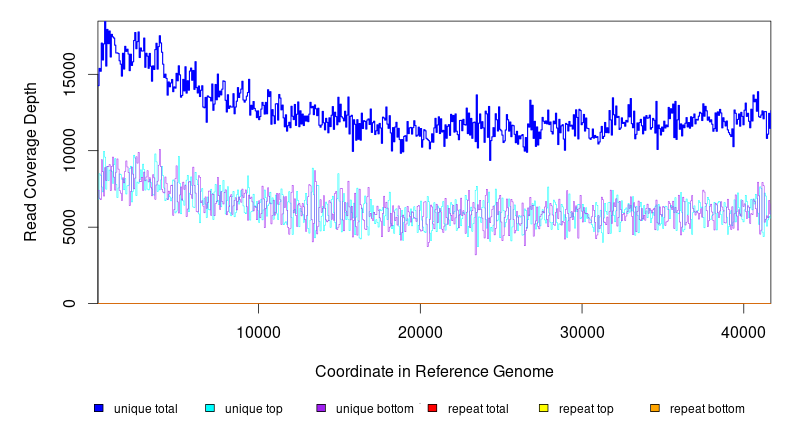 Read Coverage Depth
15000
10000
5000
0
10000 20000 30000 40000
Coordinate in Reference Genome
unique total unique top unique bottom repeat total repeat top repeat bottom